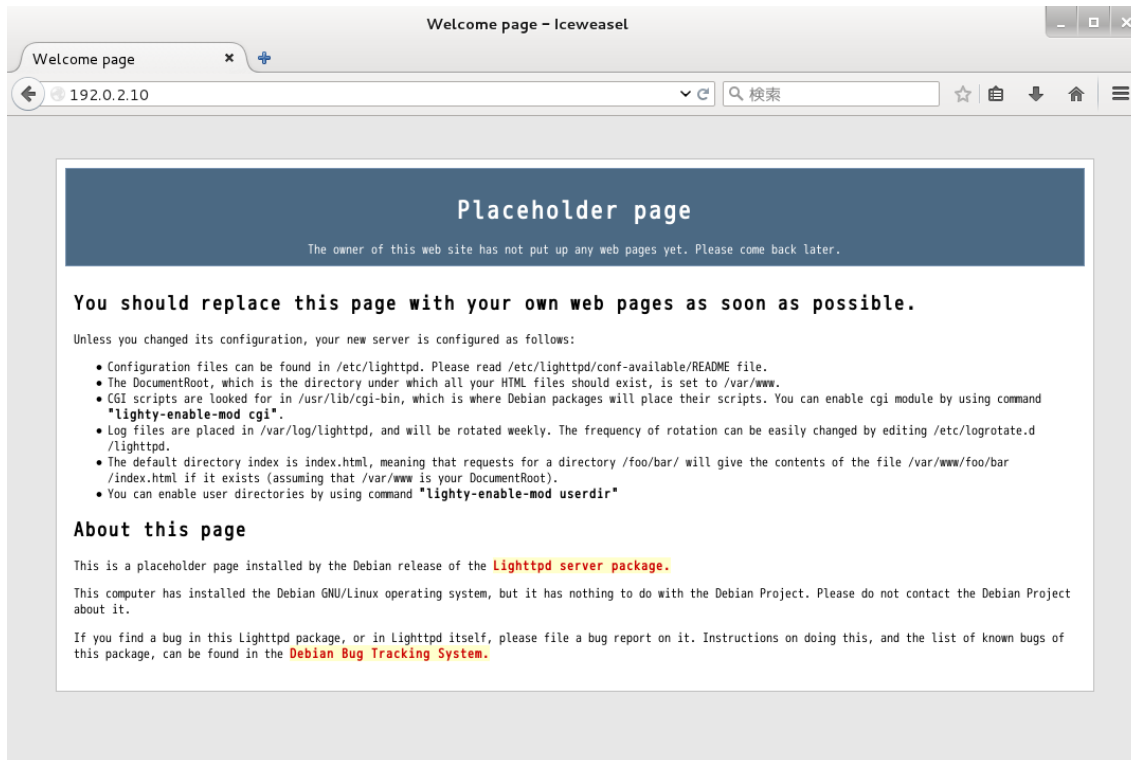 Welcome page - Iceweasel
Welcome page
192.0.2.10
検索
Placeholder page
The owner of this web site has not put up any web pages yet. Please come back later.
You should replace this page with your own web pages as soon as possible.
Unless you changed its configuration, your new server is configured as follows:
Configuration files can be found in /etc/lighttpd. Please read /etc/lighttpd/conf-available/README file.
The DocumentRoot, which is the directory under which all your HTML files should exist, is set to /var/www.
CGI scripts are looked for in /usr/lib/cgi-bin, which is where Debian packages will place their scripts. You can enable cgi module by using command
"lighty-enable-mod cgi".
Log files are placed in /var/log/lighttpd, and will be rotated weekly. The frequency of rotation can be easily changed by editing /etc/logrotate.d
/lighttpd.
The default directory index is index.html, meaning that requests for a directory /foo/bar/ will give the contents of the file /var/www/foo/bar
/index.html if it exists (assuming that /var/www is your DocumentRoot).
You can enable user directories by using command "lighty-enable-mod userdir"
About this page
This is a placeholder page installed by the Debian release of the Lighttpd server package.
This computer has installed the Debian GNU/Linux operating system, but it has nothing to do with the Debian Project. Please do not contact the Debian Project
about it.
If you find a bug in this Lighttpd package, or in Lighttpd itself, please file a bug report on it. Instructions on doing this, and the list of known bugs of
this package, can be found in the Debian Bug Tracking System.